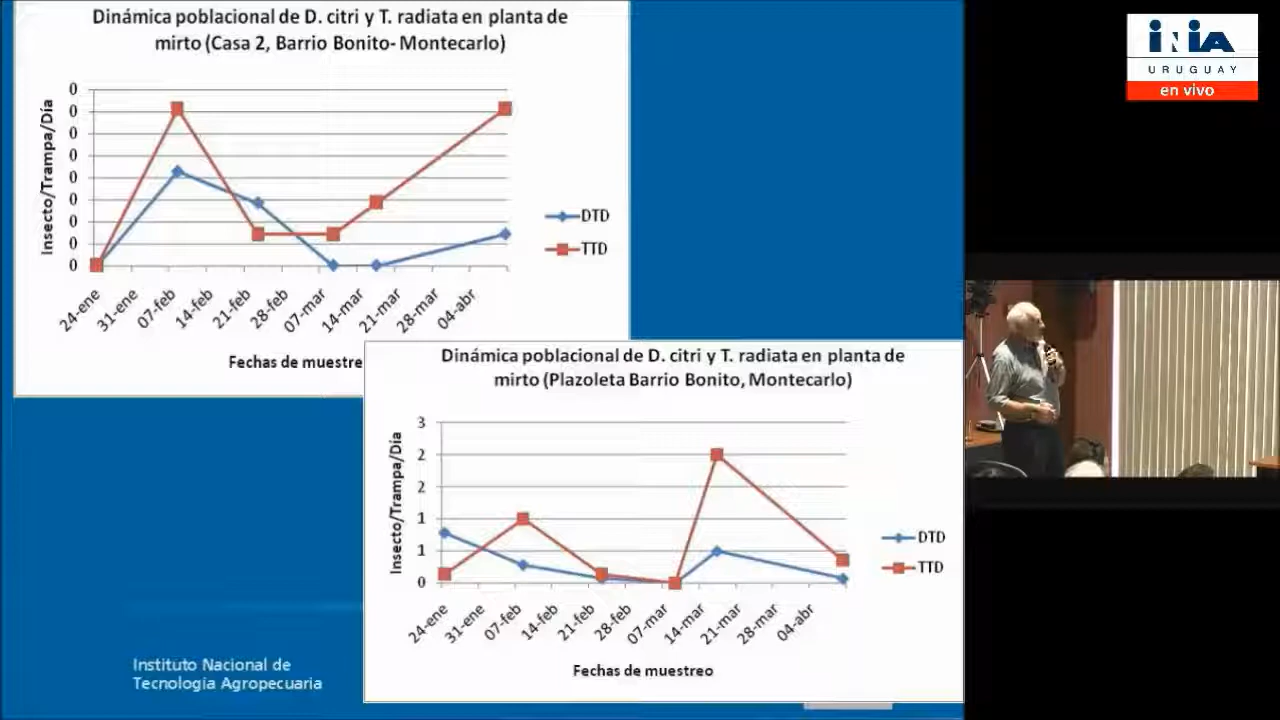 Dinámica poblacional de D. citri y T. radiata en planta de
mirto (Casa 2, Barrio Bonito- Montecarlo)
Insecto/Trampa/Día
0
0
0
0
0
0
0
0
0
24-ene
31-ene
07-feb
14-feb
21-feb
28-feb
07-mar
14-mar
21-mar
28-mar
04-abr
DTD
TTD
Fechas de muestre
Dinámica poblacional de D. citri y T. radiata en planta de
mirto (Plazoleta Barrio Bonito, Montecarlo)
Insecto/Trampa/Día
3
2
2
1
1
0
24-ene
31-ene
07-feb
14-feb
21-feb
28-feb
07-mar
14-mar
21-mar
28-mar
04-abr
DTD
TTD
Fechas de muestreo
Instituto Nacional de
Tecnología Agropecuaria
iNiA
URUGUAY
en vivo